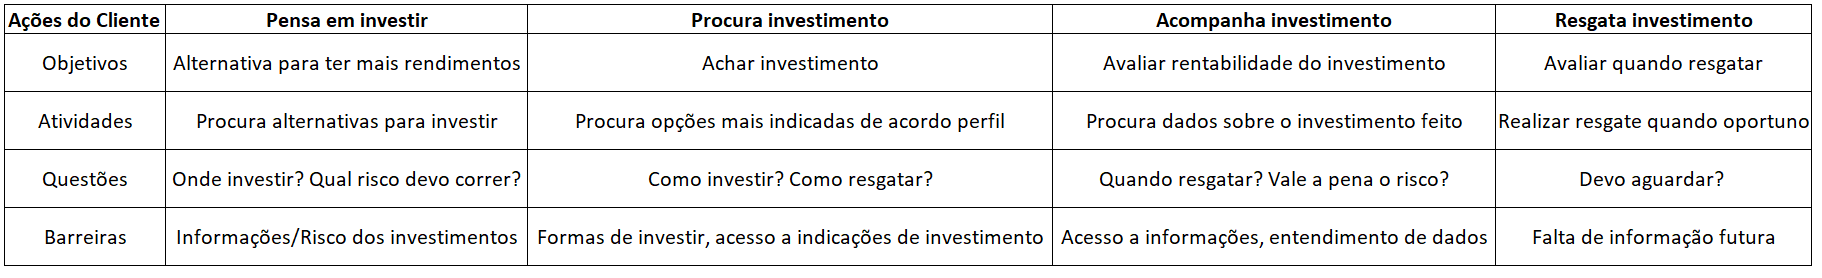 Ações do Cliente Pensa em investir Procura investimento Acompanha investimento Resgata investimento
Objetivos Alternativa para ter mais rendimentos Achar investimento Avaliar rentabilidade do investimento Avaliar quando resgatar
Atividades Procura alternativas para investir Procura opções mais indicadas de acordo perfil Procura dados sobre o investimento feito Realizar resgate quando oportuno
Questões Onde investir? Qual risco devo correr? Como investir? Como resgatar? Quando resgatar? Vale a pena o risco? Devo aguardar?
Barreiras Informações/Risco dos investimentos Formas de investir, acesso a indicações de investimento Acesso a informações, entendimento de dados Falta de informação futura